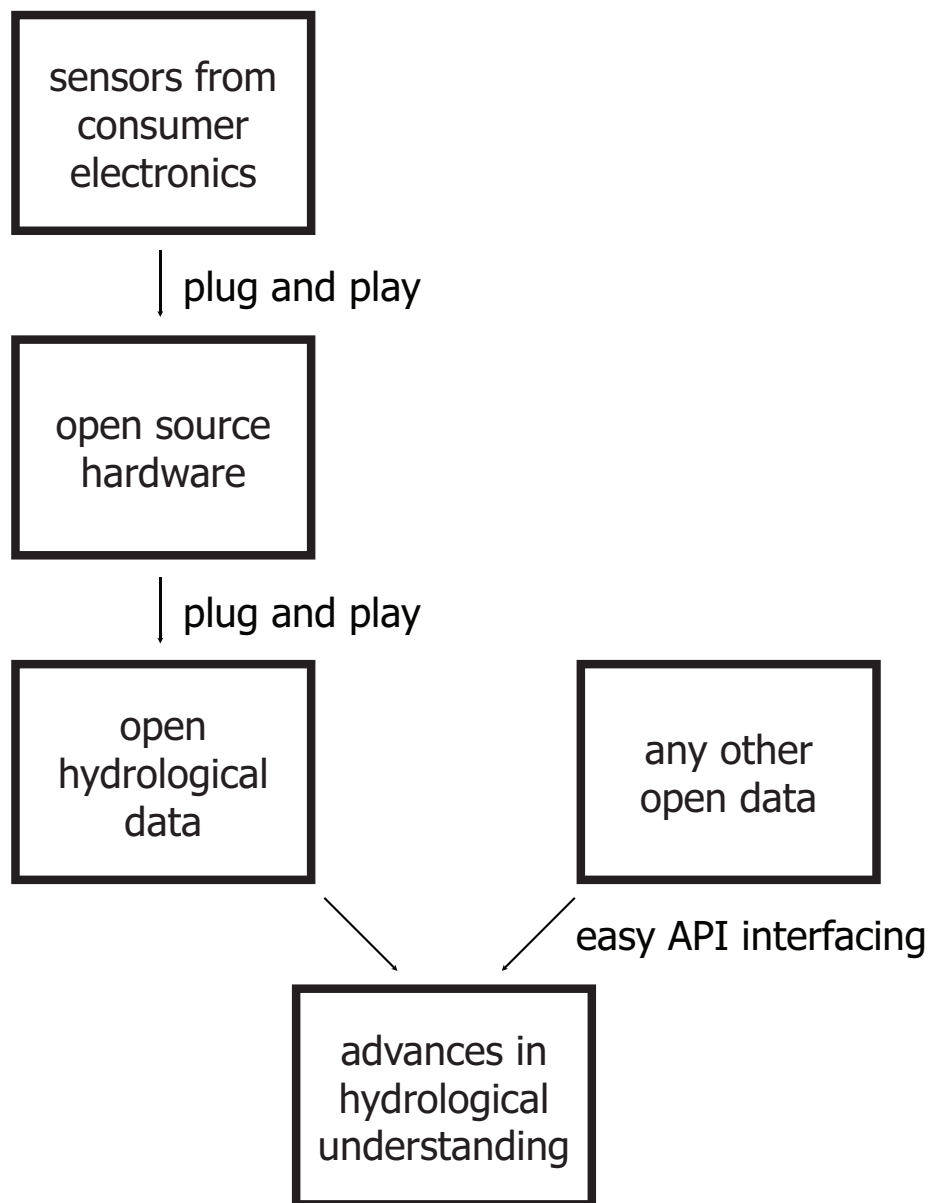 sensors from
consumer
electronics
plug and play
open source
hardware
plug and play
open
hydrological
data
any other
open data
easy API interfacing
advances in
hydrological
understanding